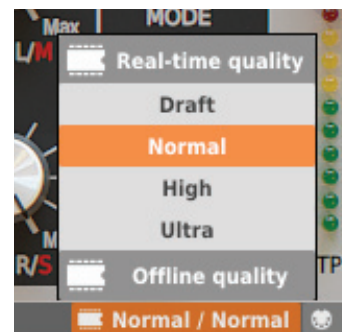 MODE
Max
L/M
Real-time quality
Draft
Normal
High
Ultra
M
R/S
TP
Offline quality
Normal / Normal